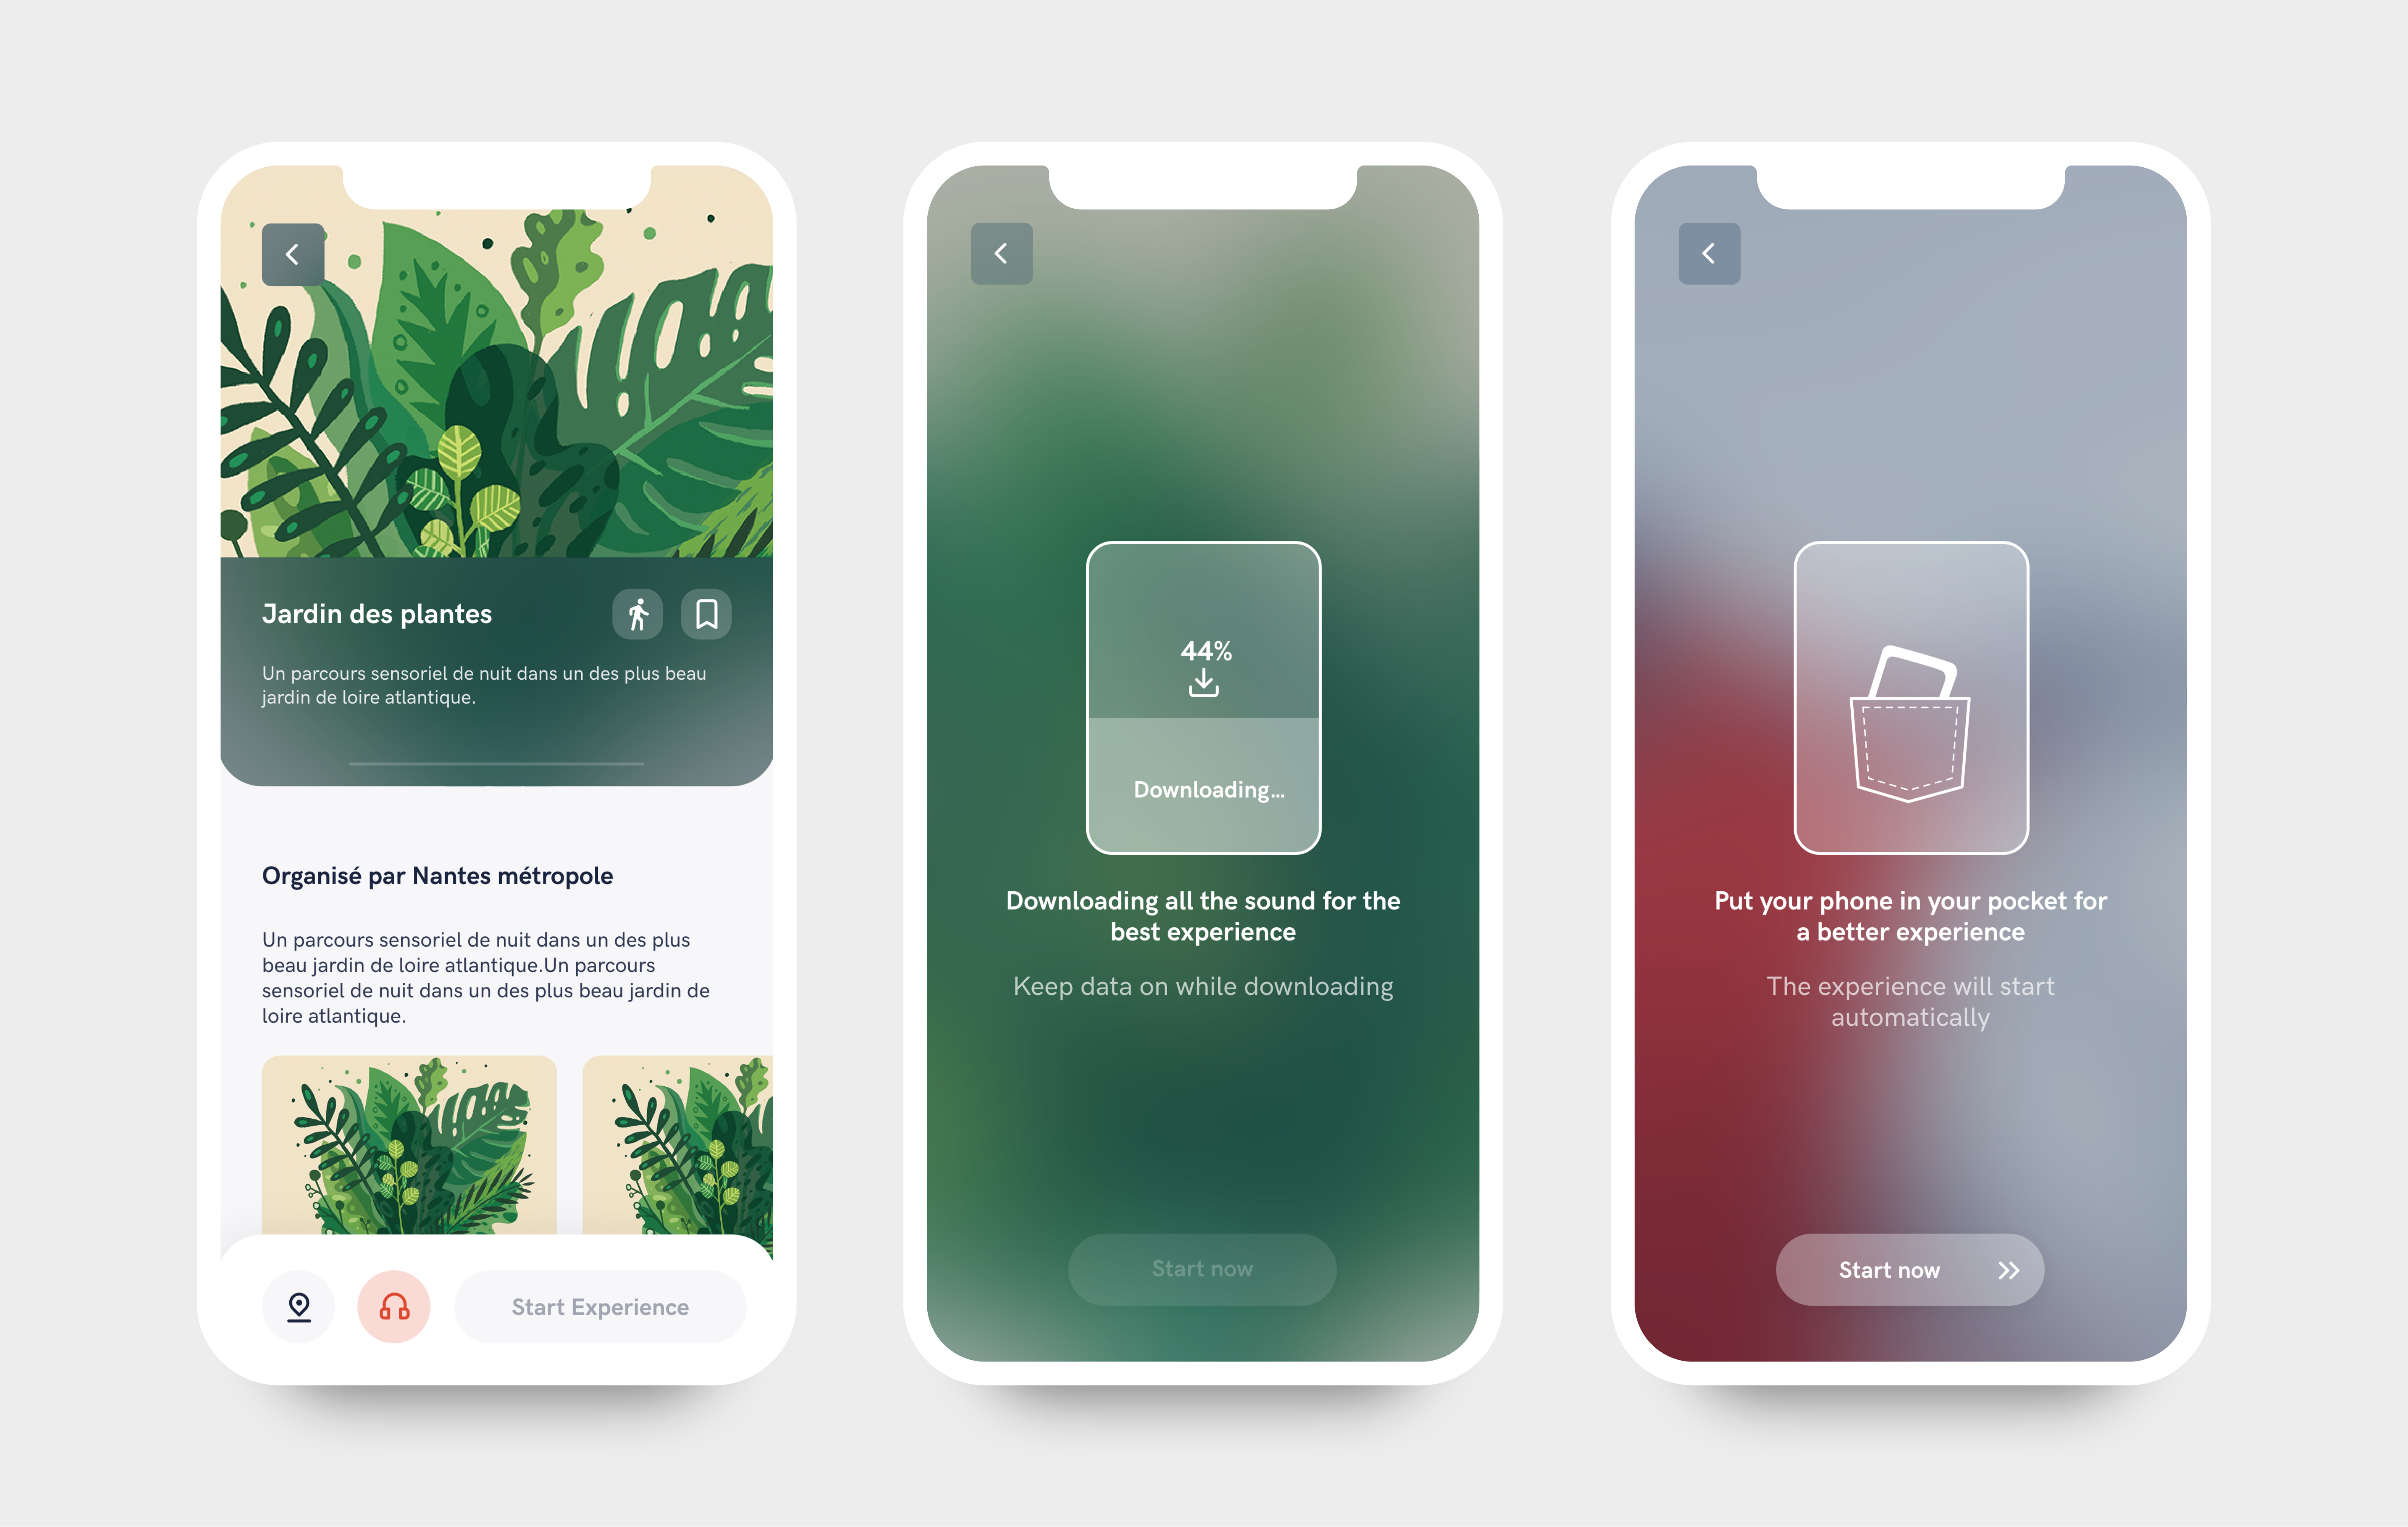 Jardin des plantes
Un parcours sensoriel de nuit dans un des plus beau
jardin de loire atlantique.
Organisé par Nantes métropole
Un parcours sensoriel de nuit dans un des plus
beau jardin de loire atlantique.Un parcours
sensoriel de nuit dans un des plus beau jardin de
loire atlantique.
Start Experience
44%
Downloading...
Downloading all the sound for the
best experience
Keep data on while downloading
Start now
Put your phone in your pocket for
a better experience
The experience will start
automatically
Start now